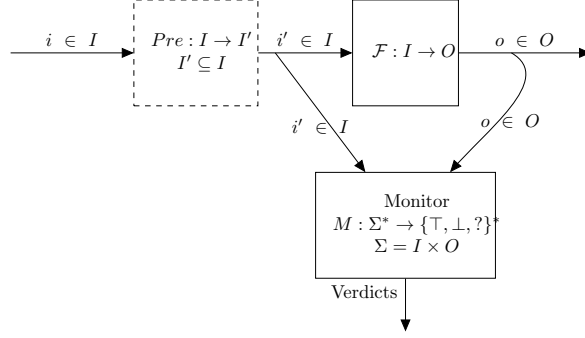 i ∈ I
Pre : I → I′
I′ ⊆ I
i′ ∈ I
ℱ : I → O
o ∈ O
i′ ∈ I
o ∈ O
Monitor
M : Σ* → {⊤, ⊥, ?}*
Σ = I × O
Verdicts